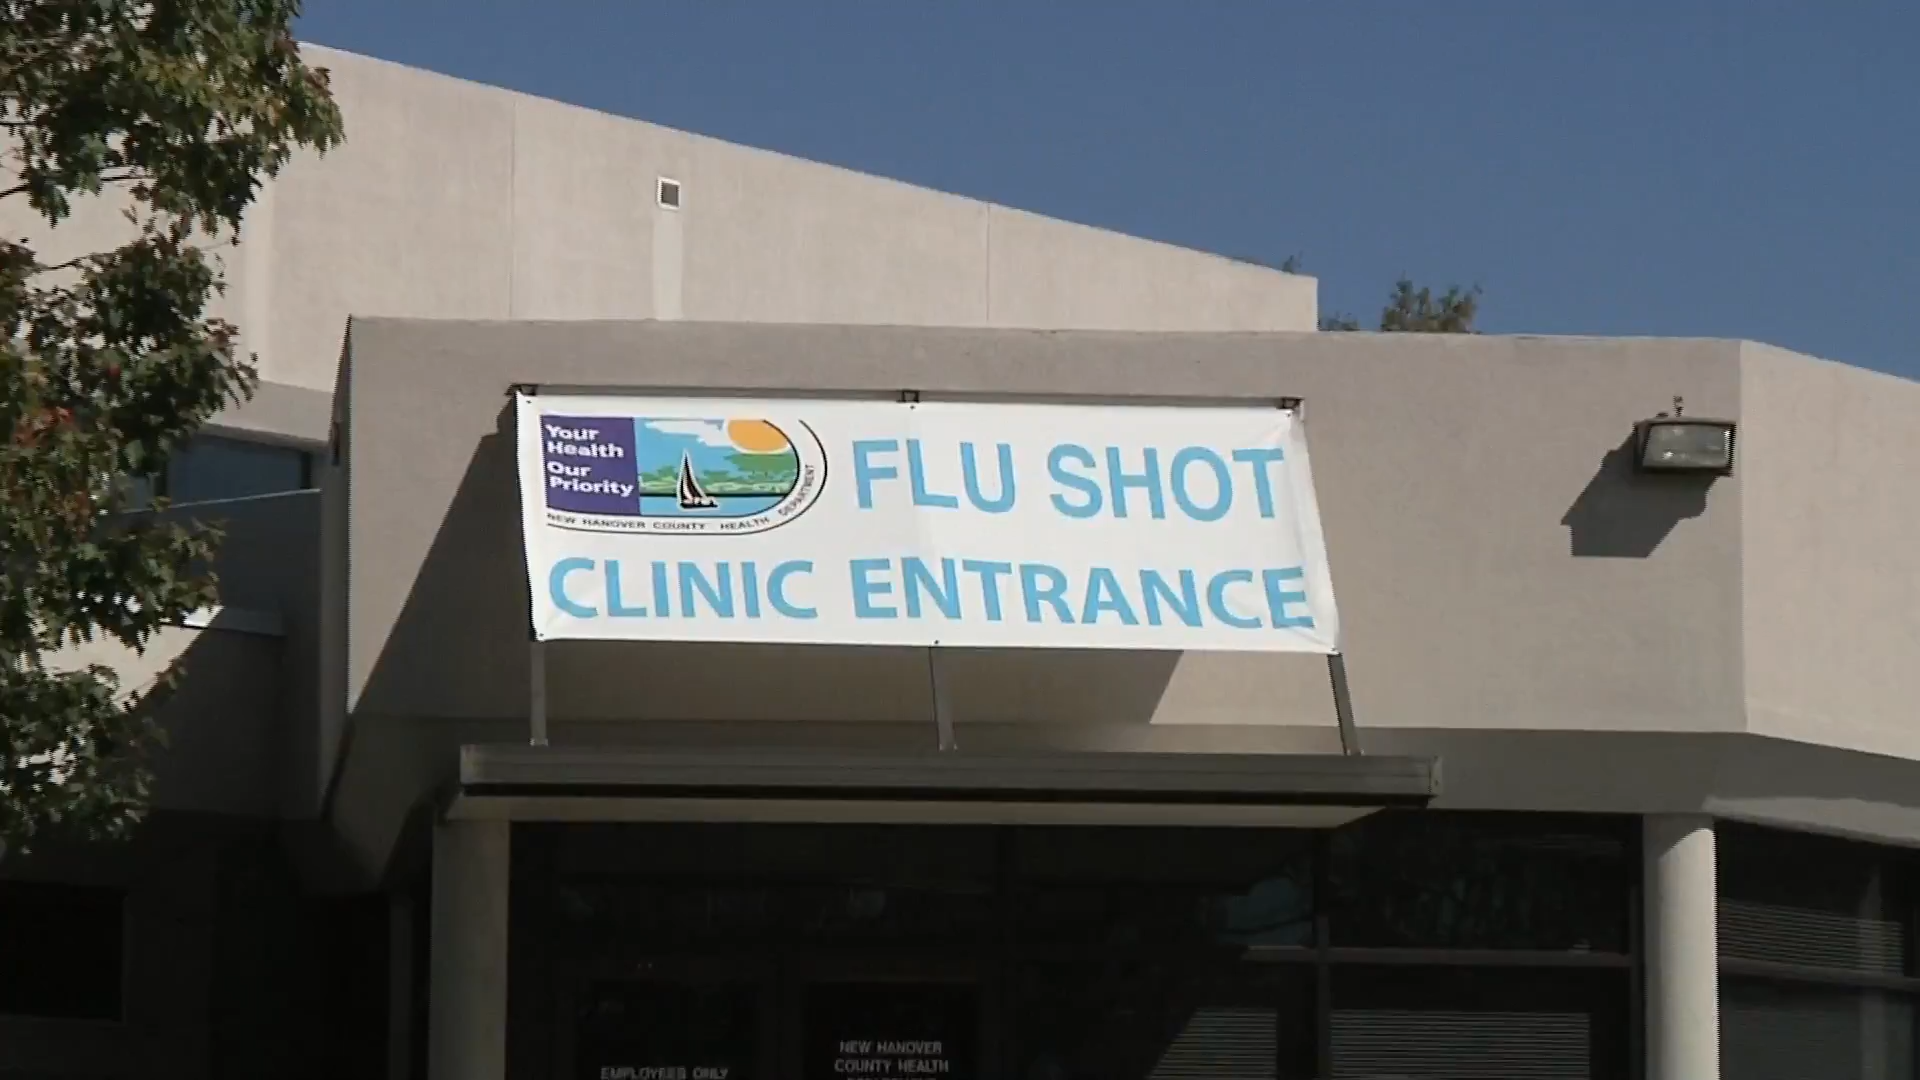 Your
Health
Our
Priority
NEW HANOVER COUNTY HEALTH DEPARTMENT
FLU SHOT
CLINIC ENTRANCE
EMPLOYEES ONLY
NEW HANOVER
COUNTY HEALTH
DEPARTMENT